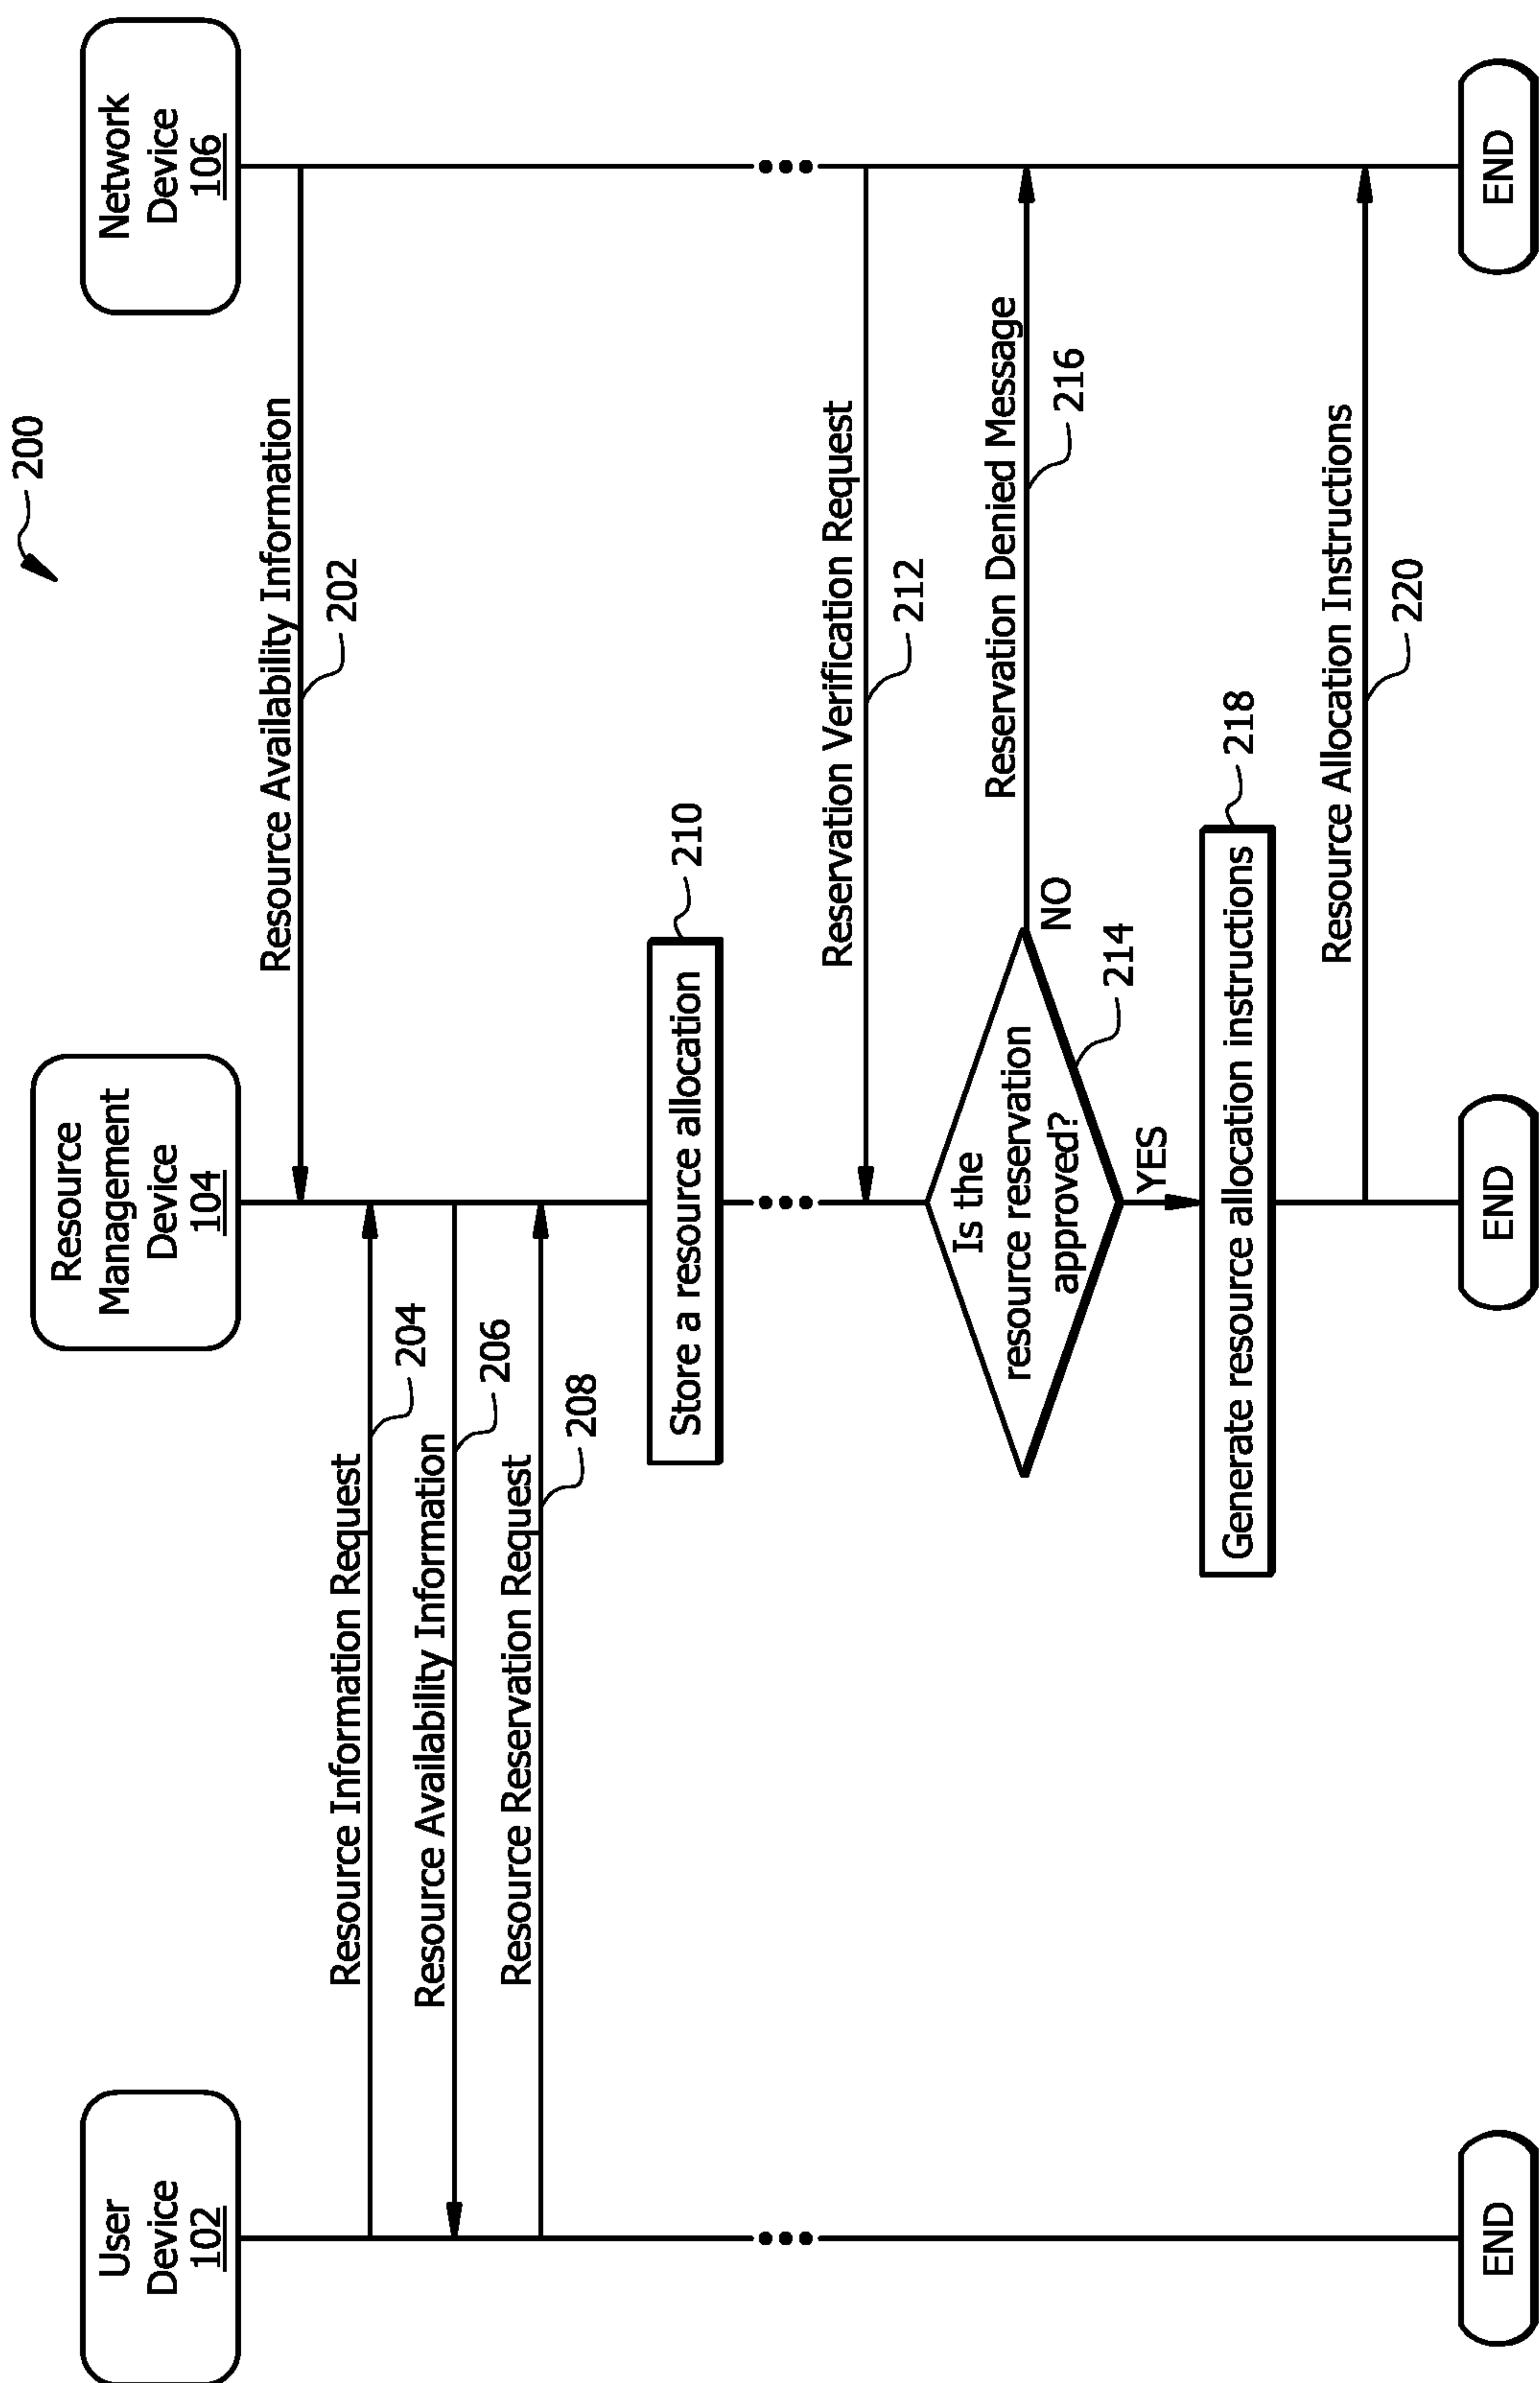 200
User
Device
102
Resource
Management
Device
104
Network
Device
106
Resource Availability Information
202
Resource Information Request
204
Resource Availability Information
206
Resource Reservation Request
208
Store a resource allocation
210
Reservation Verification Request
212
Is the
resource reservation
approved?
214
NO
Reservation Denied Message
216
YES
Generate resource allocation instructions
218
Resource Allocation Instructions
220
END
END
END